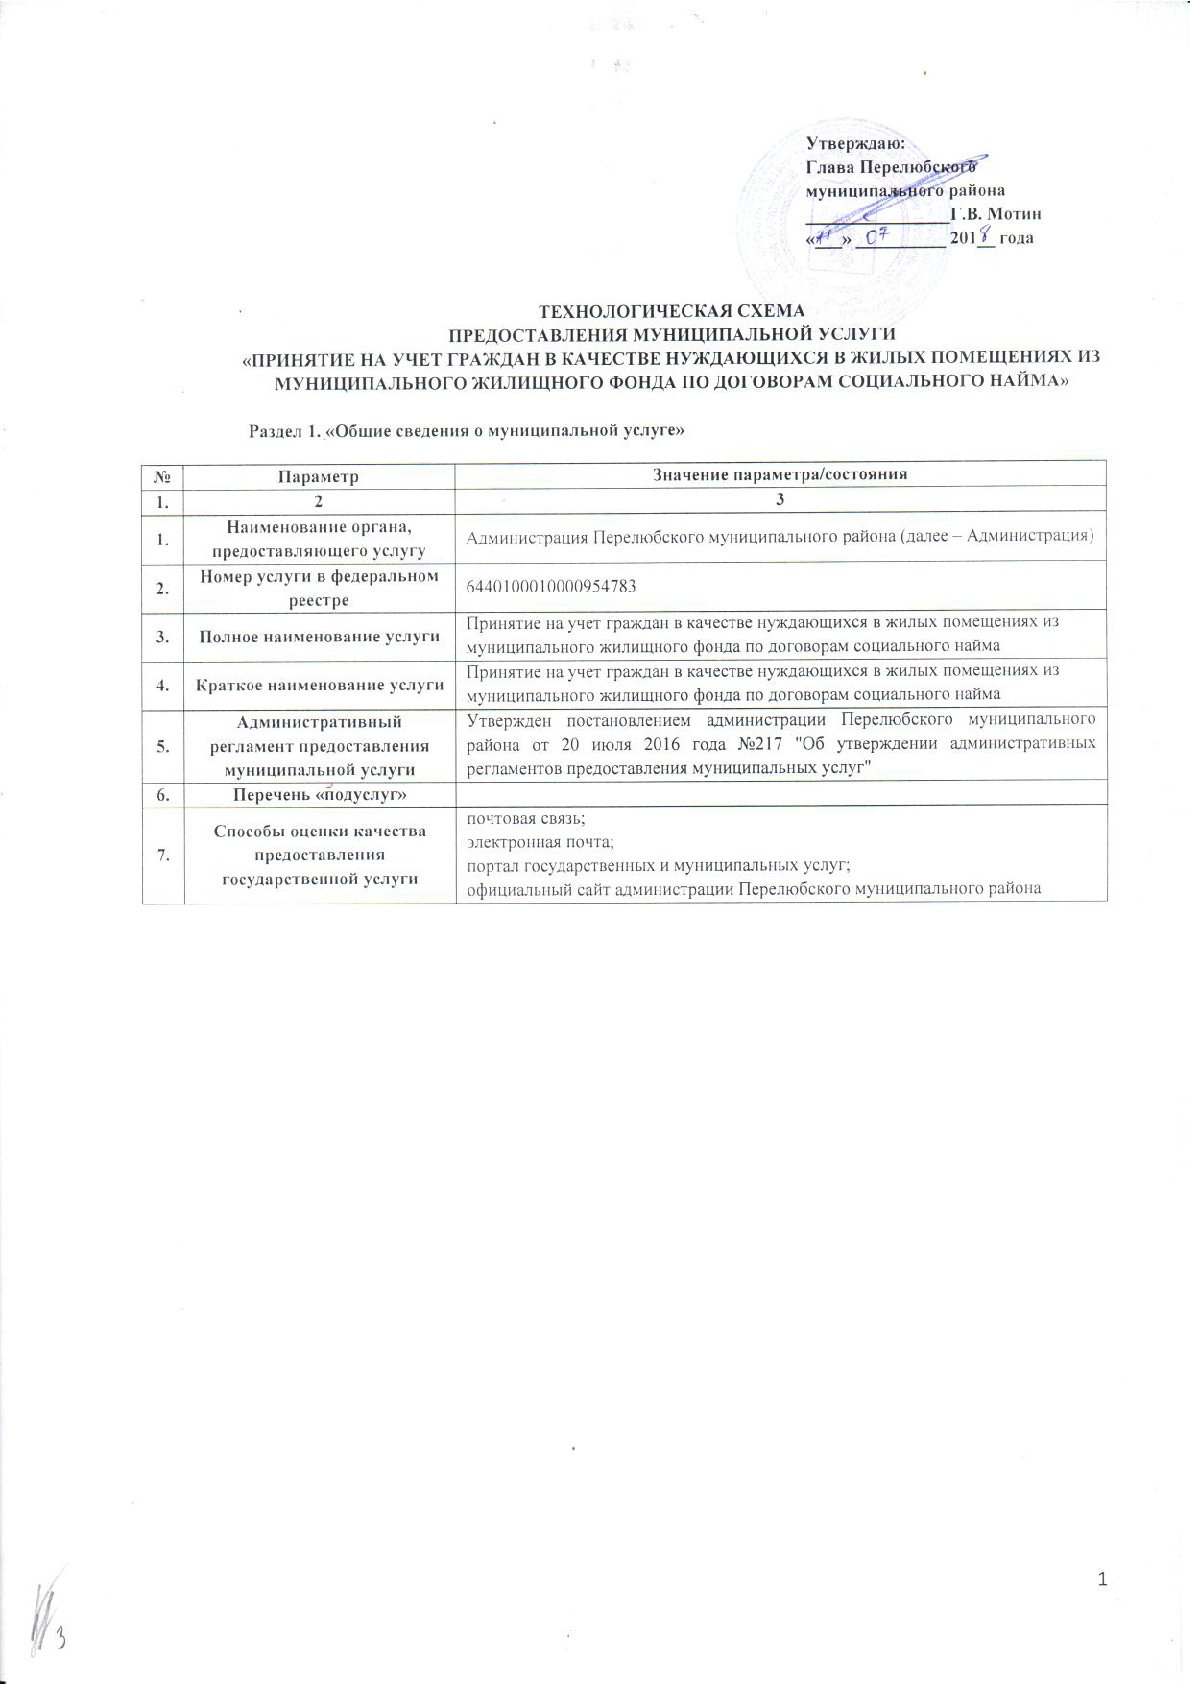 Утверждаю:
Глава Перелюбского
муниципального района
________________Г.В. Мотин
«___» 07 2018 года
ТЕХНОЛОГИЧЕСКАЯ СХЕМА
ПРЕДОСТАВЛЕНИЯ МУНИЦИПАЛЬНОЙ УСЛУГИ
«ПРИНЯТИЕ НА УЧЕТ ГРАЖДАН В КАЧЕСТВЕ НУЖДАЮЩИХСЯ В ЖИЛЫХ ПОМЕЩЕНИЯХ ИЗ
МУНИЦИПАЛЬНОГО ЖИЛИЩНОГО ФОНДА ПО ДОГОВОРАМ СОЦИАЛЬНОГО НАЙМА»
Раздел 1. «Общие сведения о муниципальной услуге»
№ Параметр Значение параметра/состояния
1. 2 3
1. Наименование органа,
предоставляющего услугу
Администрация Перелюбского муниципального района (далее – Администрация)
2. Номер услуги в федеральном
реестре
6440100010000954783
3. Полное наименование услуги
Принятие на учет граждан в качестве нуждающихся в жилых помещениях из
муниципального жилищного фонда по договорам социального найма
4. Краткое наименование услуги
Принятие на учет граждан в качестве нуждающихся в жилых помещениях из
муниципального жилищного фонда по договорам социального найма
5. Административный
регламент предоставления
муниципальной услуги
Утвержден постановлением администрации Перелюбского муниципального
района от 20 июля 2016 года №217 "Об утверждении административных
регламентов предоставления муниципальных услуг"
6. Перечень «подуслуг»
7. Способы оценки качества
предоставления
государственной услуги
почтовая связь;
электронная почта;
портал государственных и муниципальных услуг;
официальный сайт администрации Перелюбского муниципального района
1
3